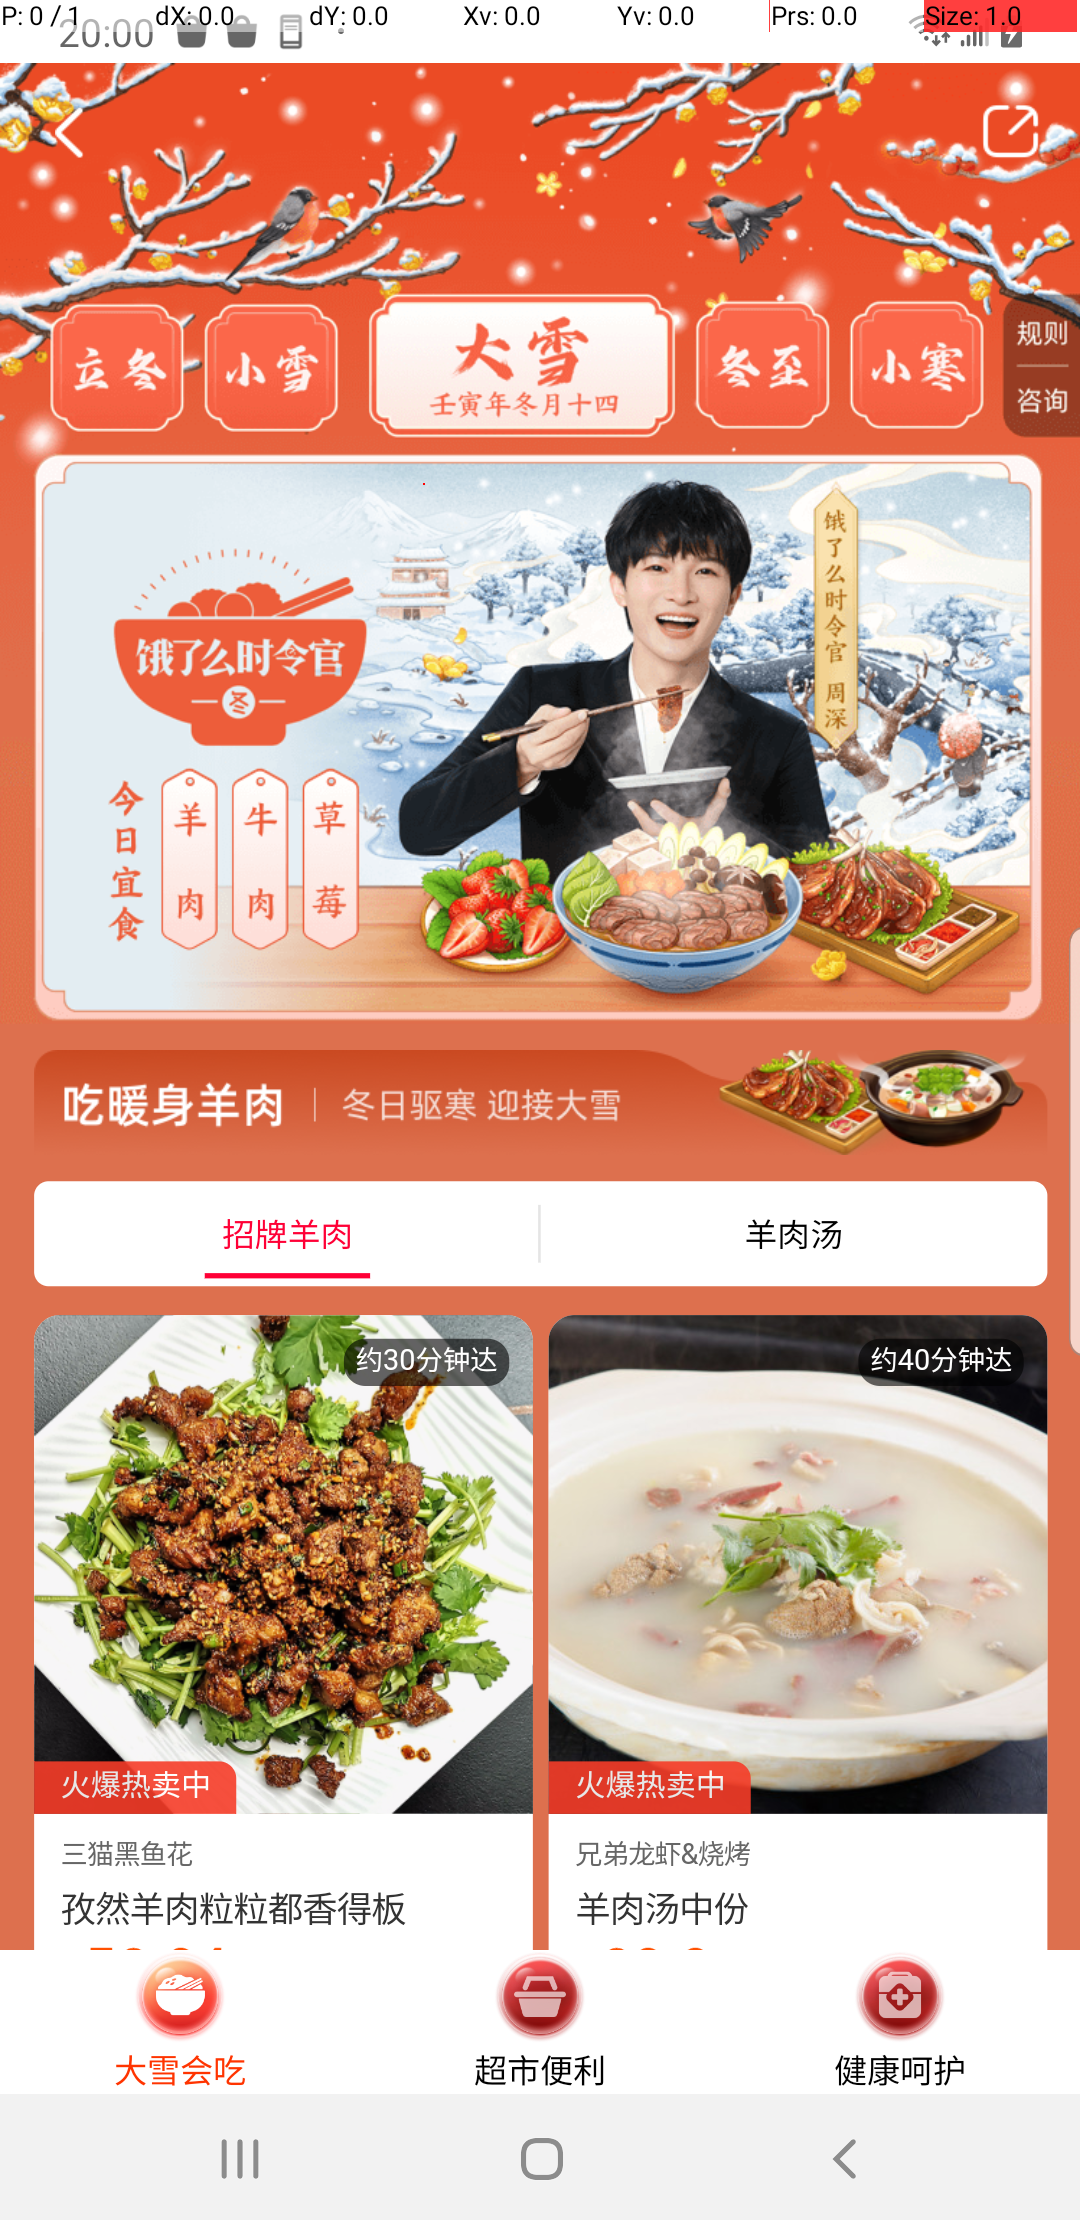 P: 0 / 1 dX: 0.0 dY: 0.0 Xv: 0.0 Yv: 0.0 Prs: 0.0 Size: 1.0
20:00
立冬
小雪
大雪
壬寅年冬月十四
冬至
小寒
规则
咨询
饿了么时令官
冬
饿了么时令官 周深
今日宜食
羊肉
牛肉
草莓
吃暖身羊肉 冬日驱寒 迎接大雪
招牌羊肉 羊肉汤
约30分钟达
约40分钟达
火爆热卖中
火爆热卖中
三猫黑鱼花
兄弟龙虾&烧烤
孜然羊肉粒粒都香得板
羊肉汤中份
大雪会吃 超市便利 健康呵护